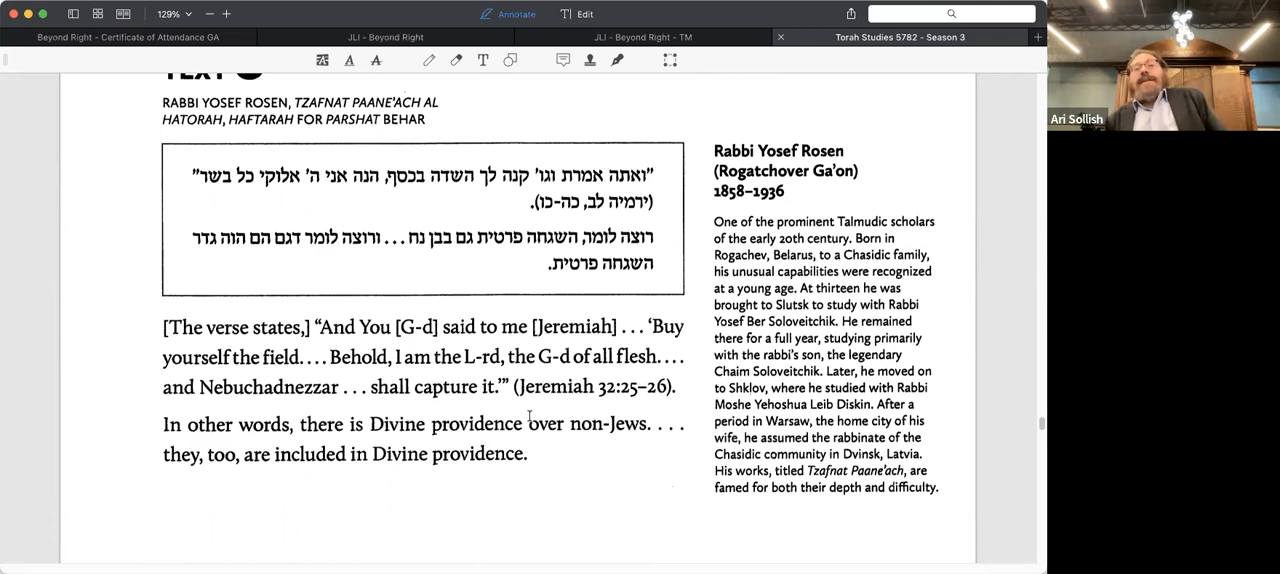 129%
Annotate
Edit
Beyond Right - Certificate of Attendance GA
JLI - Beyond Right
JLI - Beyond Right - TM
Torah Studies 5782 - Season 3
TEXT
RABBI YOSEF ROSEN, TZAFNAT PAANE'ACH AL
HATORAH, HAFTARAH FOR PARSHAT BEHAR
"ואתה אמרת וגו' קנה לך השדה בכסף, הנה אני ה' אלוקי כל בשר"
(ירמיה לב, כה-כו).
רוצה לומר, השגחה פרטית גם בבן נח... ורוצה לומר דגם הם הוה גדר
השגחה פרטית.
[The verse states,] “And You [G-d] said to me [Jeremiah] . . . ‘Buy
yourself the field. . . . Behold, I am the L-rd, the G-d of all flesh. . . .
and Nebuchadnezzar . . . shall capture it.’” (Jeremiah 32:25–26).
In other words, there is Divine providence over non-Jews. . . .
they, too, are included in Divine providence.
Rabbi Yosef Rosen
(Rogatchover Ga'on)
1858–1936
One of the prominent Talmudic scholars
of the early 20th century. Born in
Rogachev, Belarus, to a Chasidic family,
his unusual capabilities were recognized
at a young age. At thirteen he was
brought to Slutsk to study with Rabbi
Yosef Ber Soloveitchik. He remained
there for a full year, studying primarily
with the rabbi's son, the legendary
Chaim Soloveitchik. Later, he moved on
to Shklov, where he studied with Rabbi
Moshe Yehoshua Leib Diskin. After a
period in Warsaw, the home city of his
wife, he assumed the rabbinate of the
Chasidic community in Dvinsk, Latvia.
His works, titled Tzafnat Paane'ach, are
famed for both their depth and difficulty.
Ari Sollish